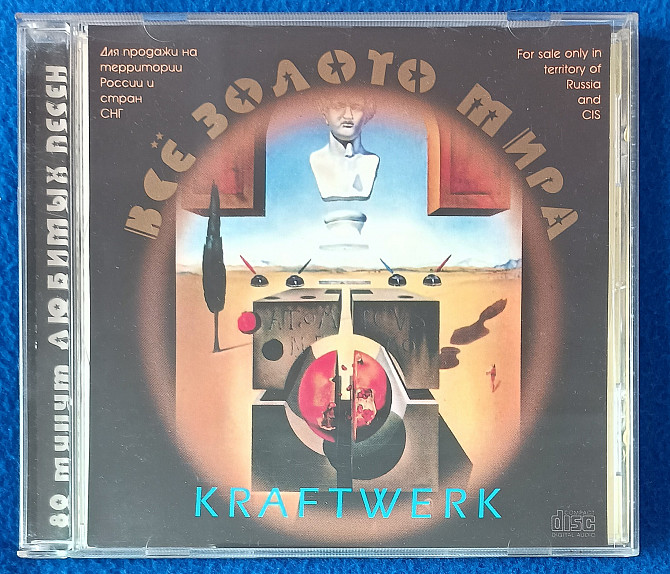 Для продажи на
территории
России и
стран
СНГ
For sale only in
territory of
Russia
and
CIS
ВСЁ ЗОЛОТО МИРА
80 МИНУТ ЛЮБИМЫХ ПЕСЕН
KRAFTWERK
COMPACT
disc
DIGITAL AUDIO